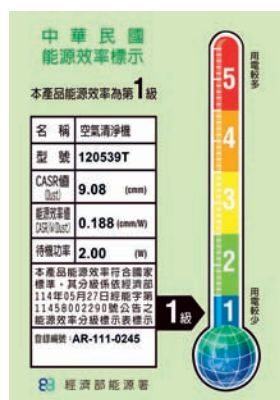 中華民國
能源效率標示
本產品能源效率為第1級
名稱 空氣清淨機
型號 120539T
CASR值(Dust) 9.08 (cmm)
能源效率值CASR/W(Dust) 0.188 (cmm/W)
待機功率 2.00 (W)
本產品能源效率符合國家
標準，其分級係依經濟部
114年05月27日經能字第
11458002290號公告之
能源效率分級標示表標示
登錄編號：AR-111-0245
經濟部能源署
用電較多
5
4
3
2
1
1級
用電較少